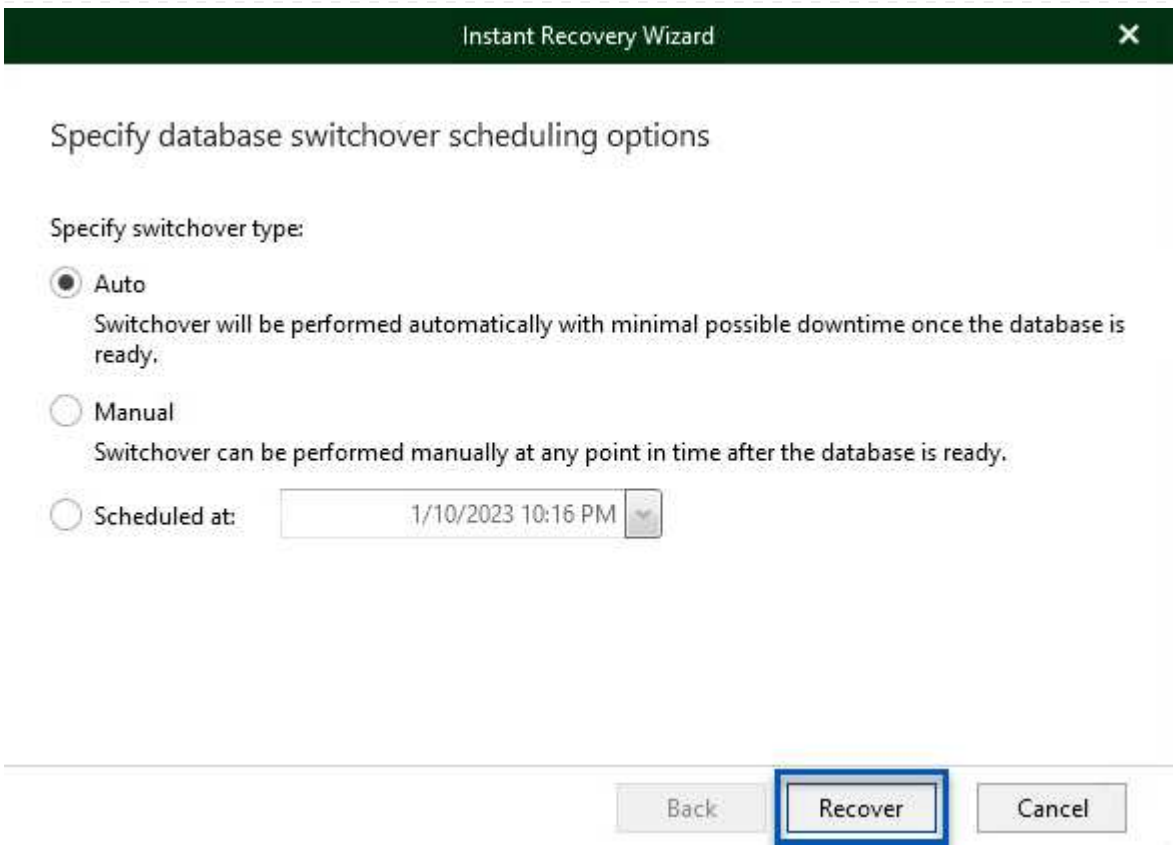 Instant Recovery Wizard
Specify database switchover scheduling options
Specify switchover type:
Auto
Switchover will be performed automatically with minimal possible downtime once the database is
ready.
Manual
Switchover can be performed manually at any point in time after the database is ready.
Scheduled at: 1/10/2023 10:16 PM
Back Recover Cancel